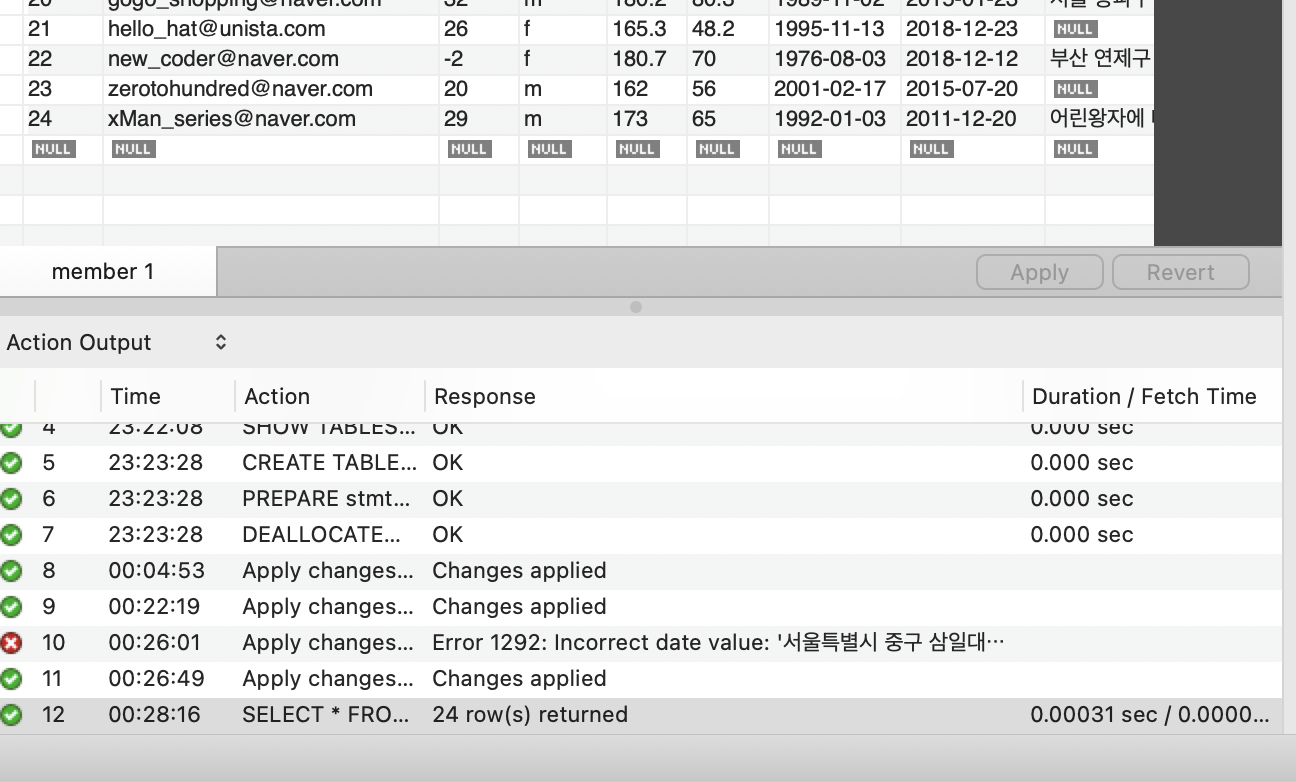 20 gogo_shopping@naver.com 32 m 180.2 80.3 1989-11-02 2015-01-23 서울 송파구
21 hello_hat@unista.com 26 f 165.3 48.2 1995-11-13 2018-12-23 NULL
22 new_coder@naver.com -2 f 180.7 70 1976-08-03 2018-12-12 부산 연제구
23 zerotohundred@naver.com 20 m 162 56 2001-02-17 2015-07-20 NULL
24 xMan_series@naver.com 29 m 173 65 1992-01-03 2011-12-20 어린왕자에
NULL NULL NULL NULL NULL NULL NULL NULL NULL
member 1 Apply Revert
Action Output
Time Action Response Duration / Fetch Time
4 23:22:08 SHOW TABLES... OK 0.000 sec
5 23:23:28 CREATE TABLE... OK 0.000 sec
6 23:23:28 PREPARE stmt... OK 0.000 sec
7 23:23:28 DEALLOCATE... OK 0.000 sec
8 00:04:53 Apply changes... Changes applied
9 00:22:19 Apply changes... Changes applied
10 00:26:01 Apply changes... Error 1292: Incorrect date value: '서울특별시 중구 삼일대…
11 00:26:49 Apply changes... Changes applied
12 00:28:16 SELECT * FRO... 24 row(s) returned 0.00031 sec / 0.0000...